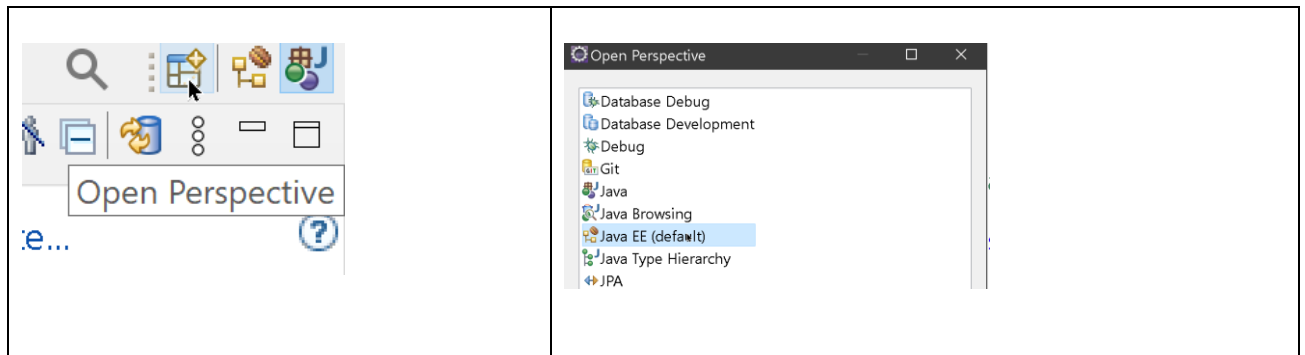 Open Perspective
e...
Open Perspective
Database Debug
Database Development
Debug
Git
Java
Java Browsing
Java EE (default)
Java Type Hierarchy
JPA